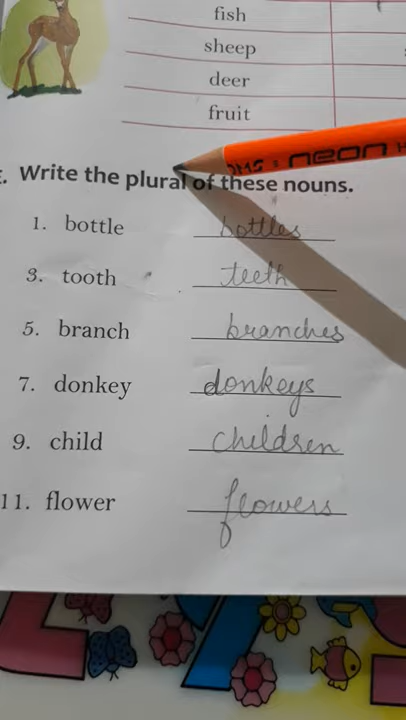 fish
sheep
deer
fruit
DMS neon
Write the plural of these nouns.
1. bottle bottles
3. tooth teeth
5. branch branches
7. donkey donkeys
9. child children
11. flower flowers